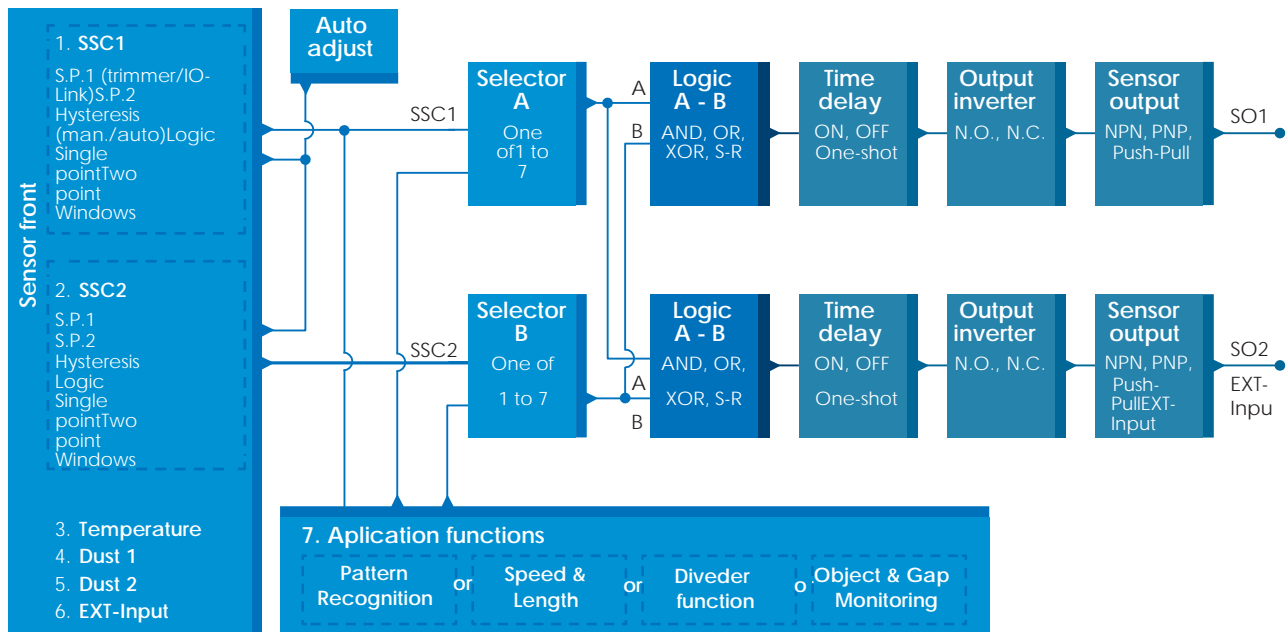 Sensor front
1. SSC1
S.P.1 (trimmer/IO-
Link)S.P.2
Hysteresis
(man./auto)Logic
Single
pointTwo
point
Windows
2. SSC2
S.P.1
S.P.2
Hysteresis
Logic
Single
pointTwo
point
Windows
3. Temperature
4. Dust 1
5. Dust 2
6. EXT-Input
Auto
adjust
SSC1
Selector
A
One
of1 to
7
A
B
Logic
A - B
AND, OR,
XOR, S-R
Time
delay
ON, OFF
One-shot
Output
inverter
N.O., N.C.
Sensor
output
NPN, PNP,
Push-Pull
SO1
SSC2
Selector
B
One of
1 to 7
A
B
Logic
A - B
AND, OR,
XOR, S-R
Time
delay
ON, OFF
One-shot
Output
inverter
N.O., N.C.
Sensor
output
NPN, PNP,
Push-
PullEXT-
Input
SO2
EXT-
Inpu
7. Aplication functions
Pattern
Recognition
or
Speed &
Length
or
Diveder
function
o
Object & Gap
Monitoring